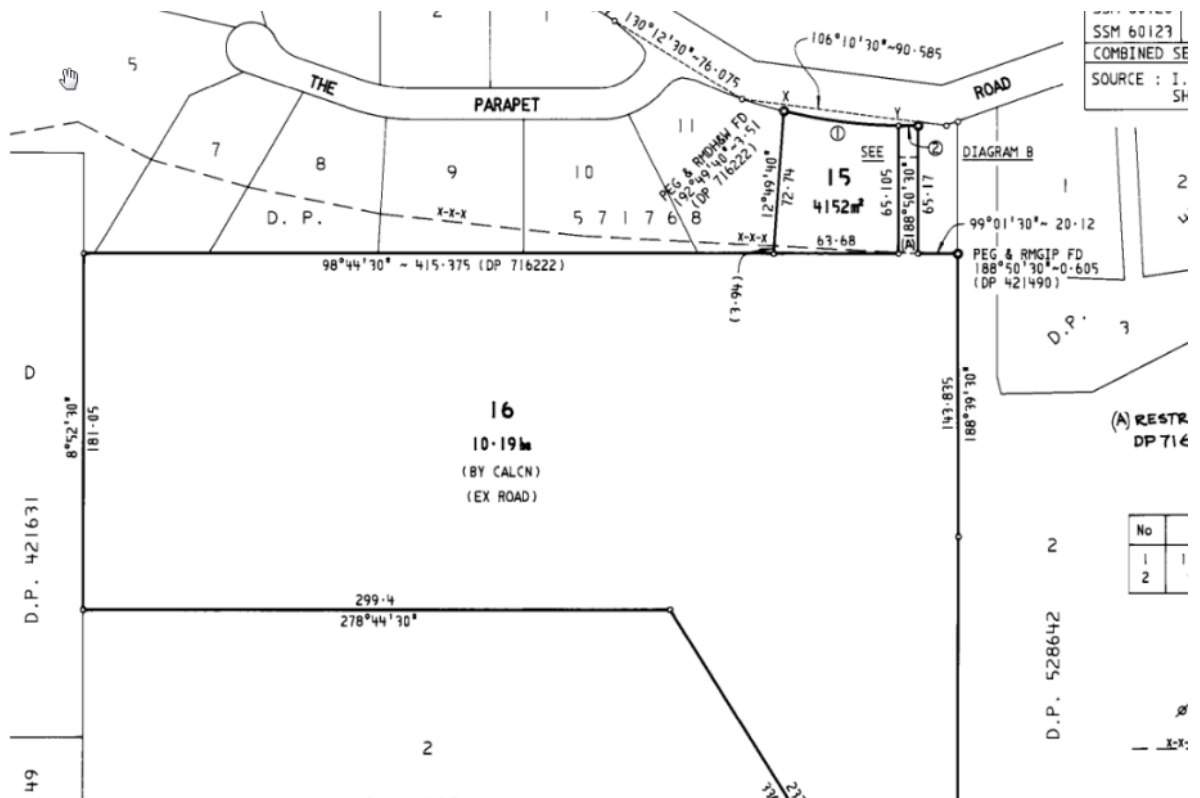 SSM 60123
COMBINED SE
SOURCE : I.
SH
2
1
130°12'30"~76·075
106°10'30"~90·585
5
THE
PARAPET
ROAD
X
Y
11
①
②
7
8
9
10
PEG & RMDH&W FD
192°49'40"~3·51
(DP 716222)
12°49'40"
72·74
SEE
DIAGRAM B
15
4152m²
65·105
188°50'30"
65·17
(A)
1
2
D. P.
571768
x-x-x
x-x-x
63·68
99°01'30"~ 20·12
98°44'30" ~ 415·375 (DP 716222)
PEG & RMGIP FD
188°50'30"~0·605
(DP 421490)
(3·94)
D.P.
3
D
8°52'30"
181·05
16
10·19ha
(BY CALCN)
(EX ROAD)
143·835
188°39'30"
(A) RESTR
DP 716
D.P. 421631
No
1
1
2
2
D.P. 528642
299·4
278°44'30"
2
49
x-x-